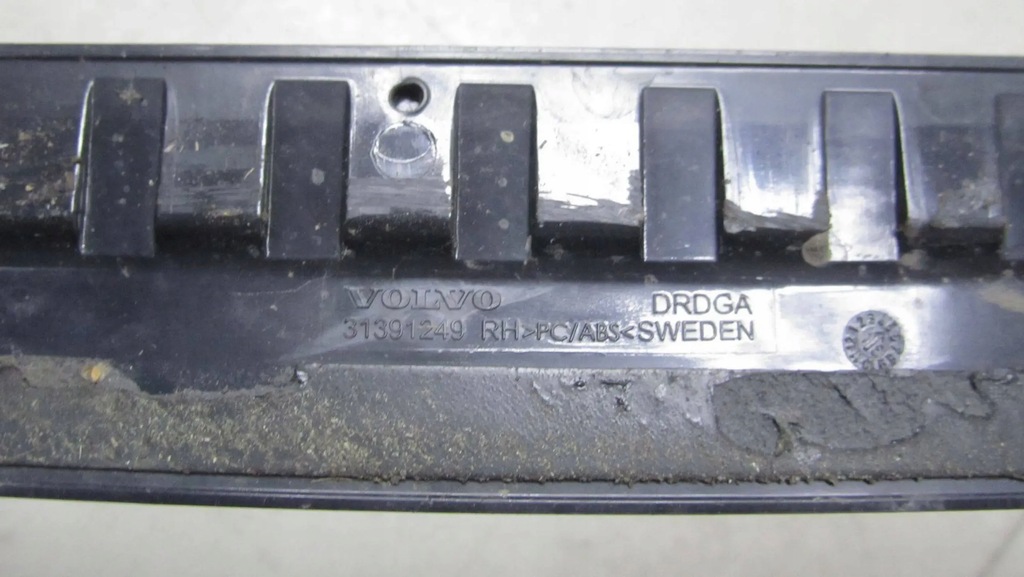 VOLVO DRDGA
31391249 RH >PC/ABS< SWEDEN